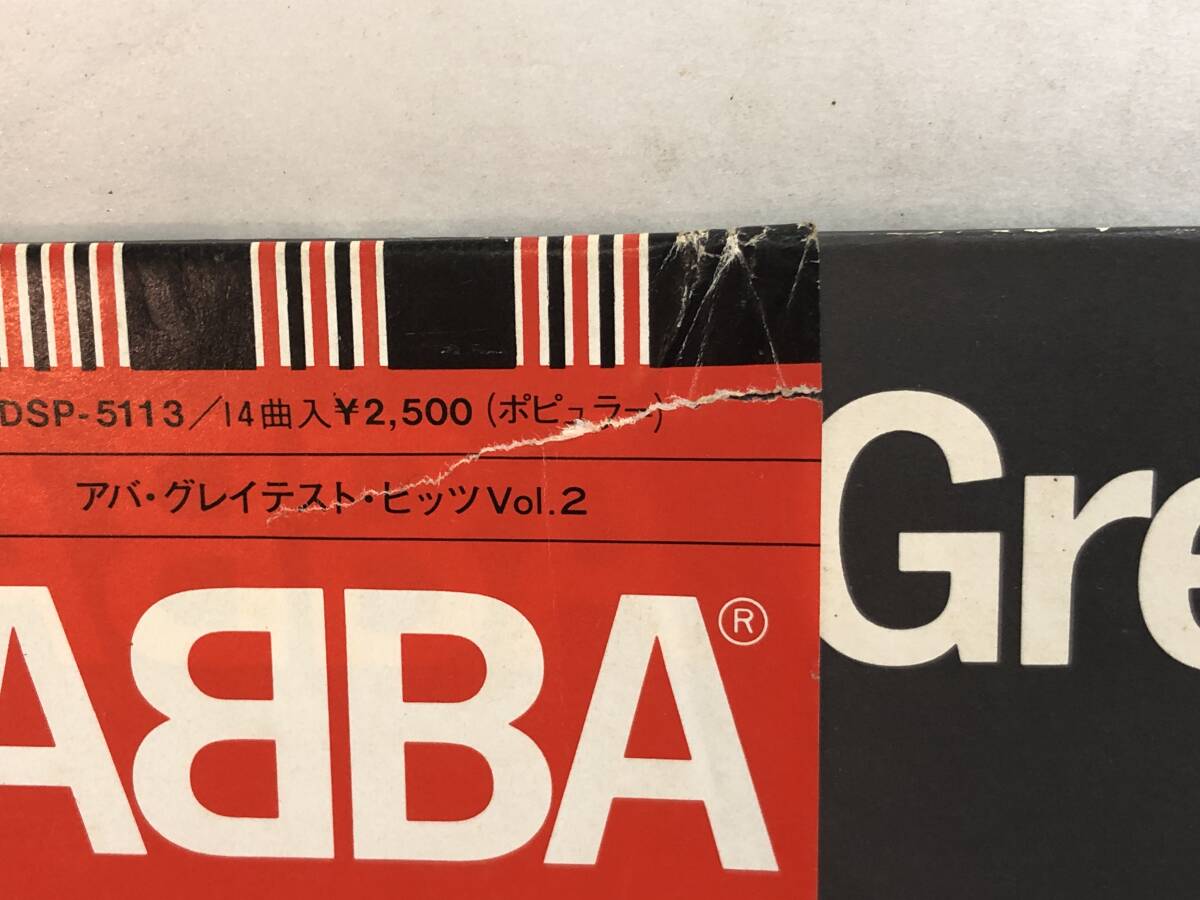 DSP-5113/14曲入¥2,500(ポピュラー)
アバ・グレイテスト・ヒッツVol.2
ABBA®
Gre